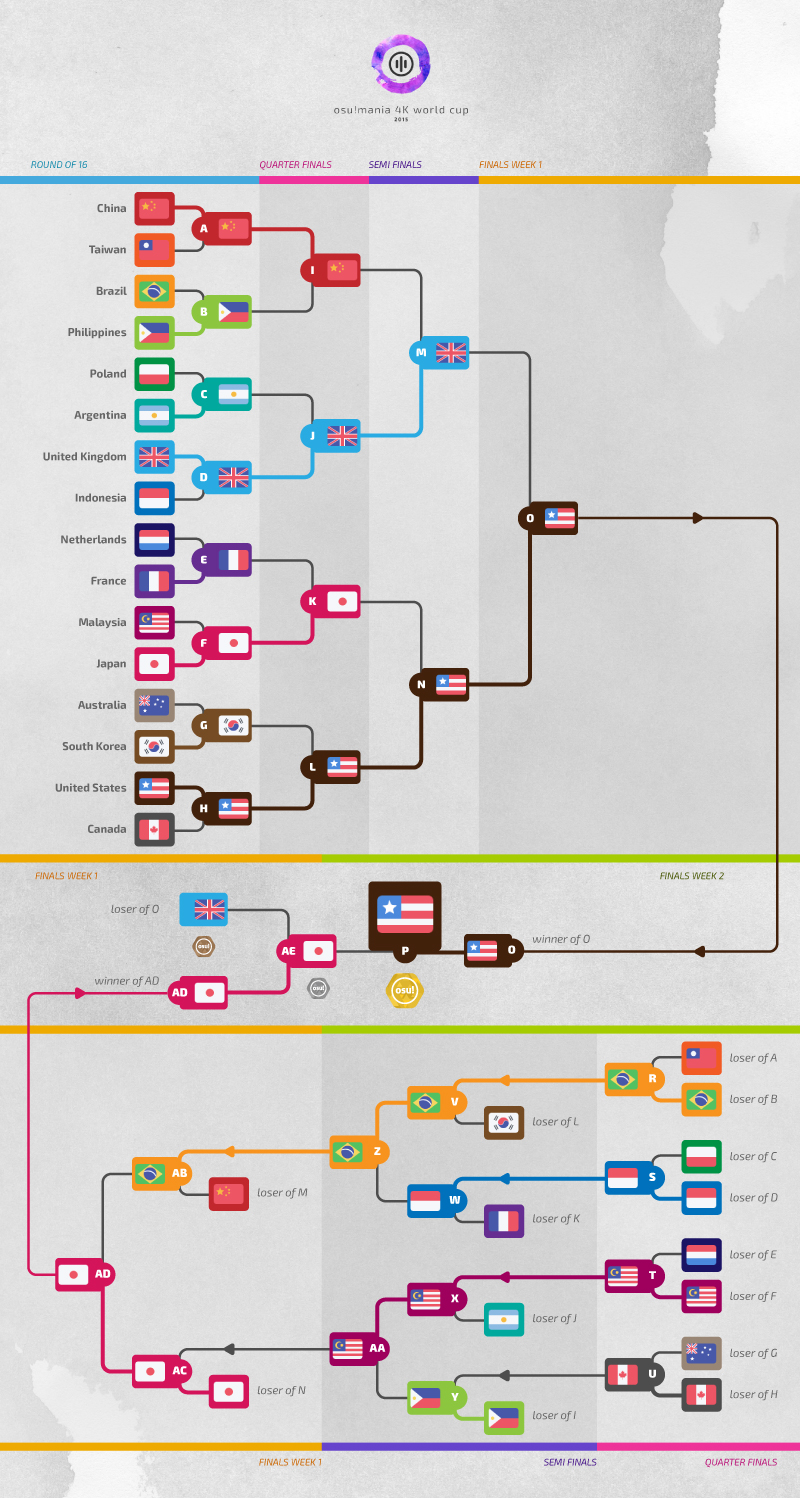 osu!mania 4K world cup
2015
ROUND OF 16
QUARTER FINALS
SEMI FINALS
FINALS WEEK 1
China
A
Taiwan
I
Brazil
B
Philippines
M
Poland
C
Argentina
J
United Kingdom
D
Indonesia
O
Netherlands
E
France
K
Malaysia
F
Japan
N
Australia
G
South Korea
L
United States
H
Canada
FINALS WEEK 1
FINALS WEEK 2
loser of O
osu!
AE
P
O
winner of O
winner of AD
AD
osu!
osu!
loser of A
R
loser of B
V
loser of L
Z
loser of C
AB
S
loser of M
W
loser of D
loser of K
loser of E
AD
T
X
loser of F
loser of J
AA
loser of G
AC
U
loser of N
Y
loser of H
loser of I
FINALS WEEK 1
SEMI FINALS
QUARTER FINALS